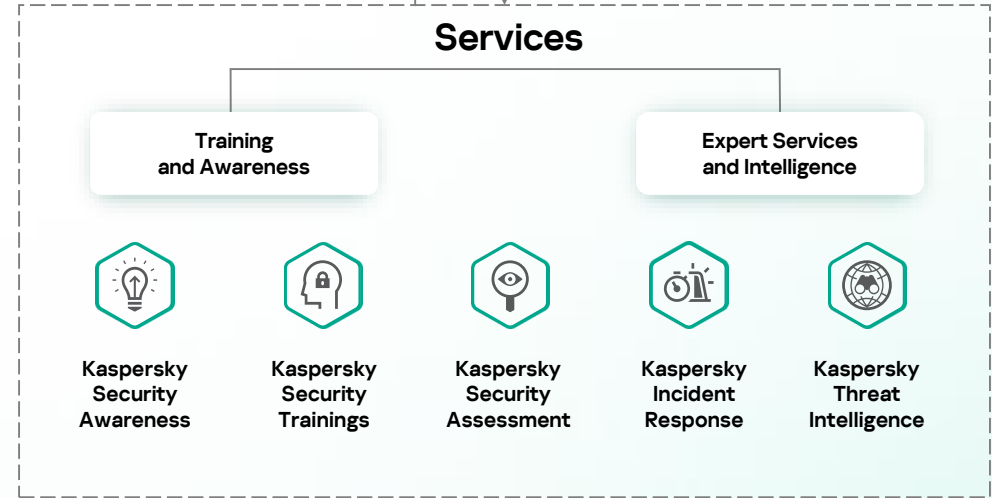 Services
Training
and Awareness
Expert Services
and Intelligence
Kaspersky
Security
Awareness
Kaspersky
Security
Trainings
Kaspersky
Security
Assessment
Kaspersky
Incident
Response
Kaspersky
Threat
Intelligence